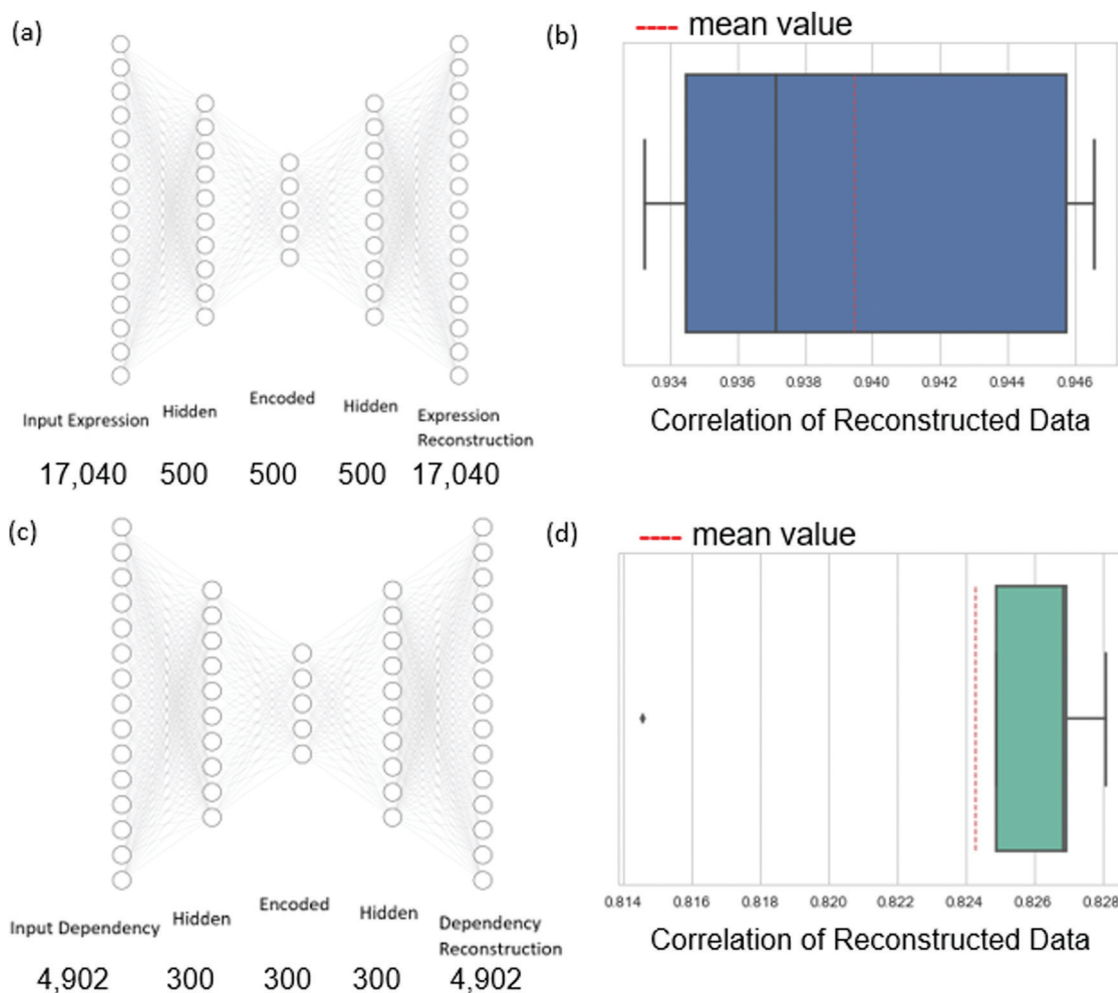 (a)
Input Expression Hidden Encoded Hidden Expression
Reconstruction
17,040 500 500 500 17,040
(b)
mean value
0.934 0.936 0.938 0.940 0.942 0.944 0.946
Correlation of Reconstructed Data
(c)
Input Dependency Hidden Encoded Hidden Dependency
Reconstruction
4,902 300 300 300 4,902
(d)
mean value
0.814 0.816 0.818 0.820 0.822 0.824 0.826 0.828
Correlation of Reconstructed Data